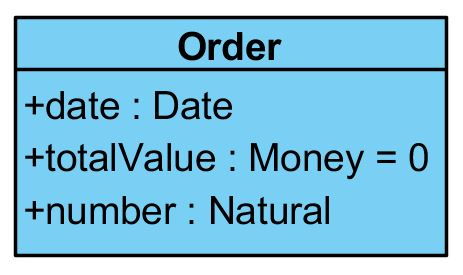 Order
+date : Date
+totalValue : Money = 0
+number : Natural